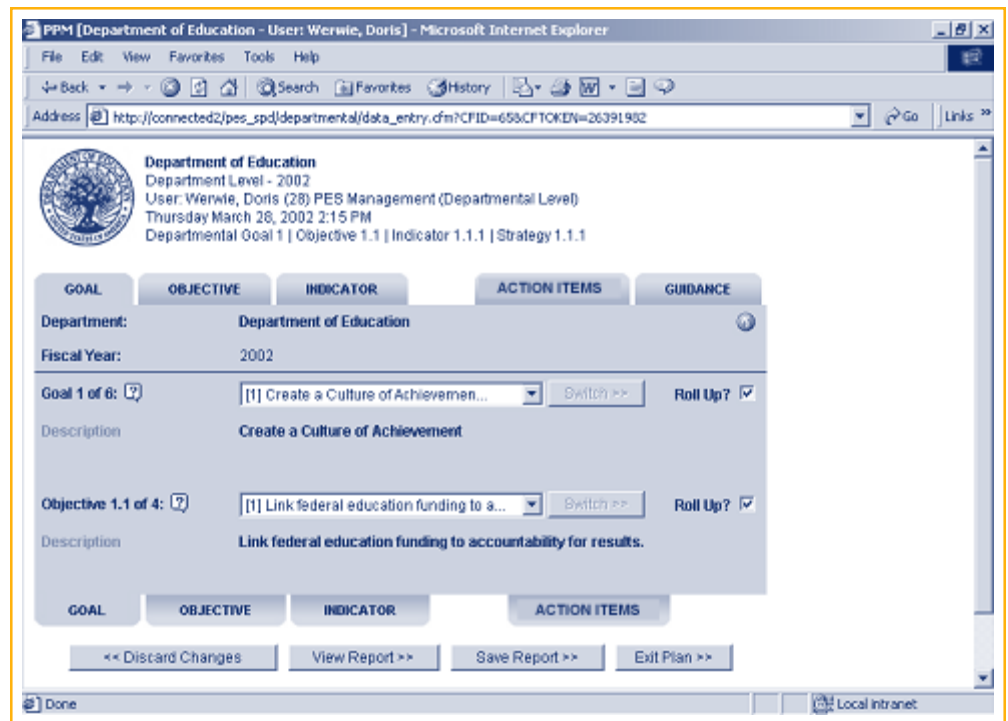 PPM [Department of Education - User: Werwie, Doris] - Microsoft Internet Explorer
File Edit View Favorites Tools Help
Back Search Favorites History
Address http://connected2/pes_spd/departmental/data_entry.cfm?CFID=65&CFTOKEN=26391982 Go Links »
Department of Education
Department Level - 2002
User: Werwie, Doris (28) PES Management (Departmental Level)
Thursday March 28, 2002 2:15 PM
Departmental Goal 1 | Objective 1.1 | Indicator 1.1.1 | Strategy 1.1.1
GOAL OBJECTIVE INDICATOR ACTION ITEMS GUIDANCE
Department: Department of Education
Fiscal Year: 2002
Goal 1 of 6: [1] Create a Culture of Achievemen... Switch >> Roll Up?
Description Create a Culture of Achievement
Objective 1.1 of 4: [1] Link federal education funding to a... Switch >> Roll Up?
Description Link federal education funding to accountability for results.
GOAL OBJECTIVE INDICATOR ACTION ITEMS
<< Discard Changes View Report >> Save Report >> Exit Plan >>
Done Local intranet